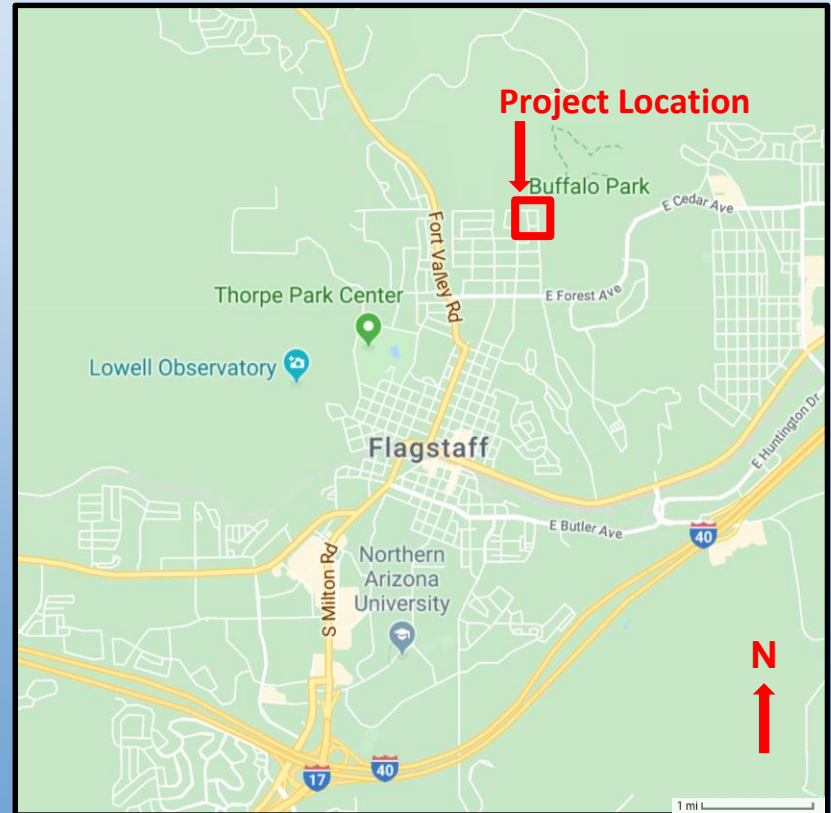 Project Location
Buffalo Park
E Cedar Ave
Fort Valley Rd
E Forest Ave
Thorpe Park Center
Lowell Observatory
Flagstaff
E Huntington Dr
E Butler Ave
40
Northern
Arizona
University
S Milton Rd
N
17
40
1 mi